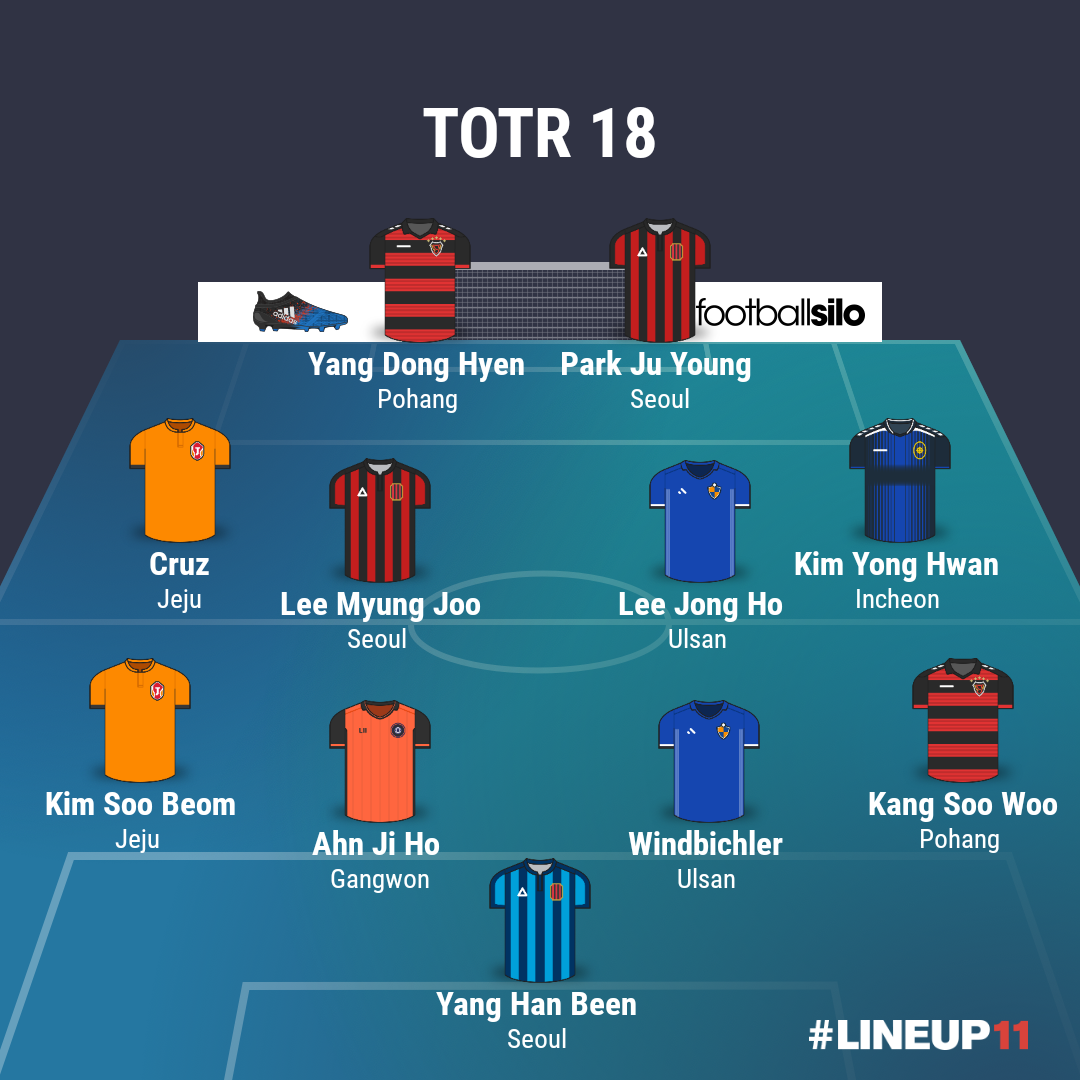 TOTR 18
adidas
footballsilo
Yang Dong Hyen
Pohang
Park Ju Young
Seoul
Cruz
Jeju
Lee Myung Joo
Seoul
Lee Jong Ho
Ulsan
Kim Yong Hwan
Incheon
Kim Soo Beom
Jeju
Ahn Ji Ho
Gangwon
Windbichler
Ulsan
Kang Soo Woo
Pohang
Yang Han Been
Seoul
#LINEUP11